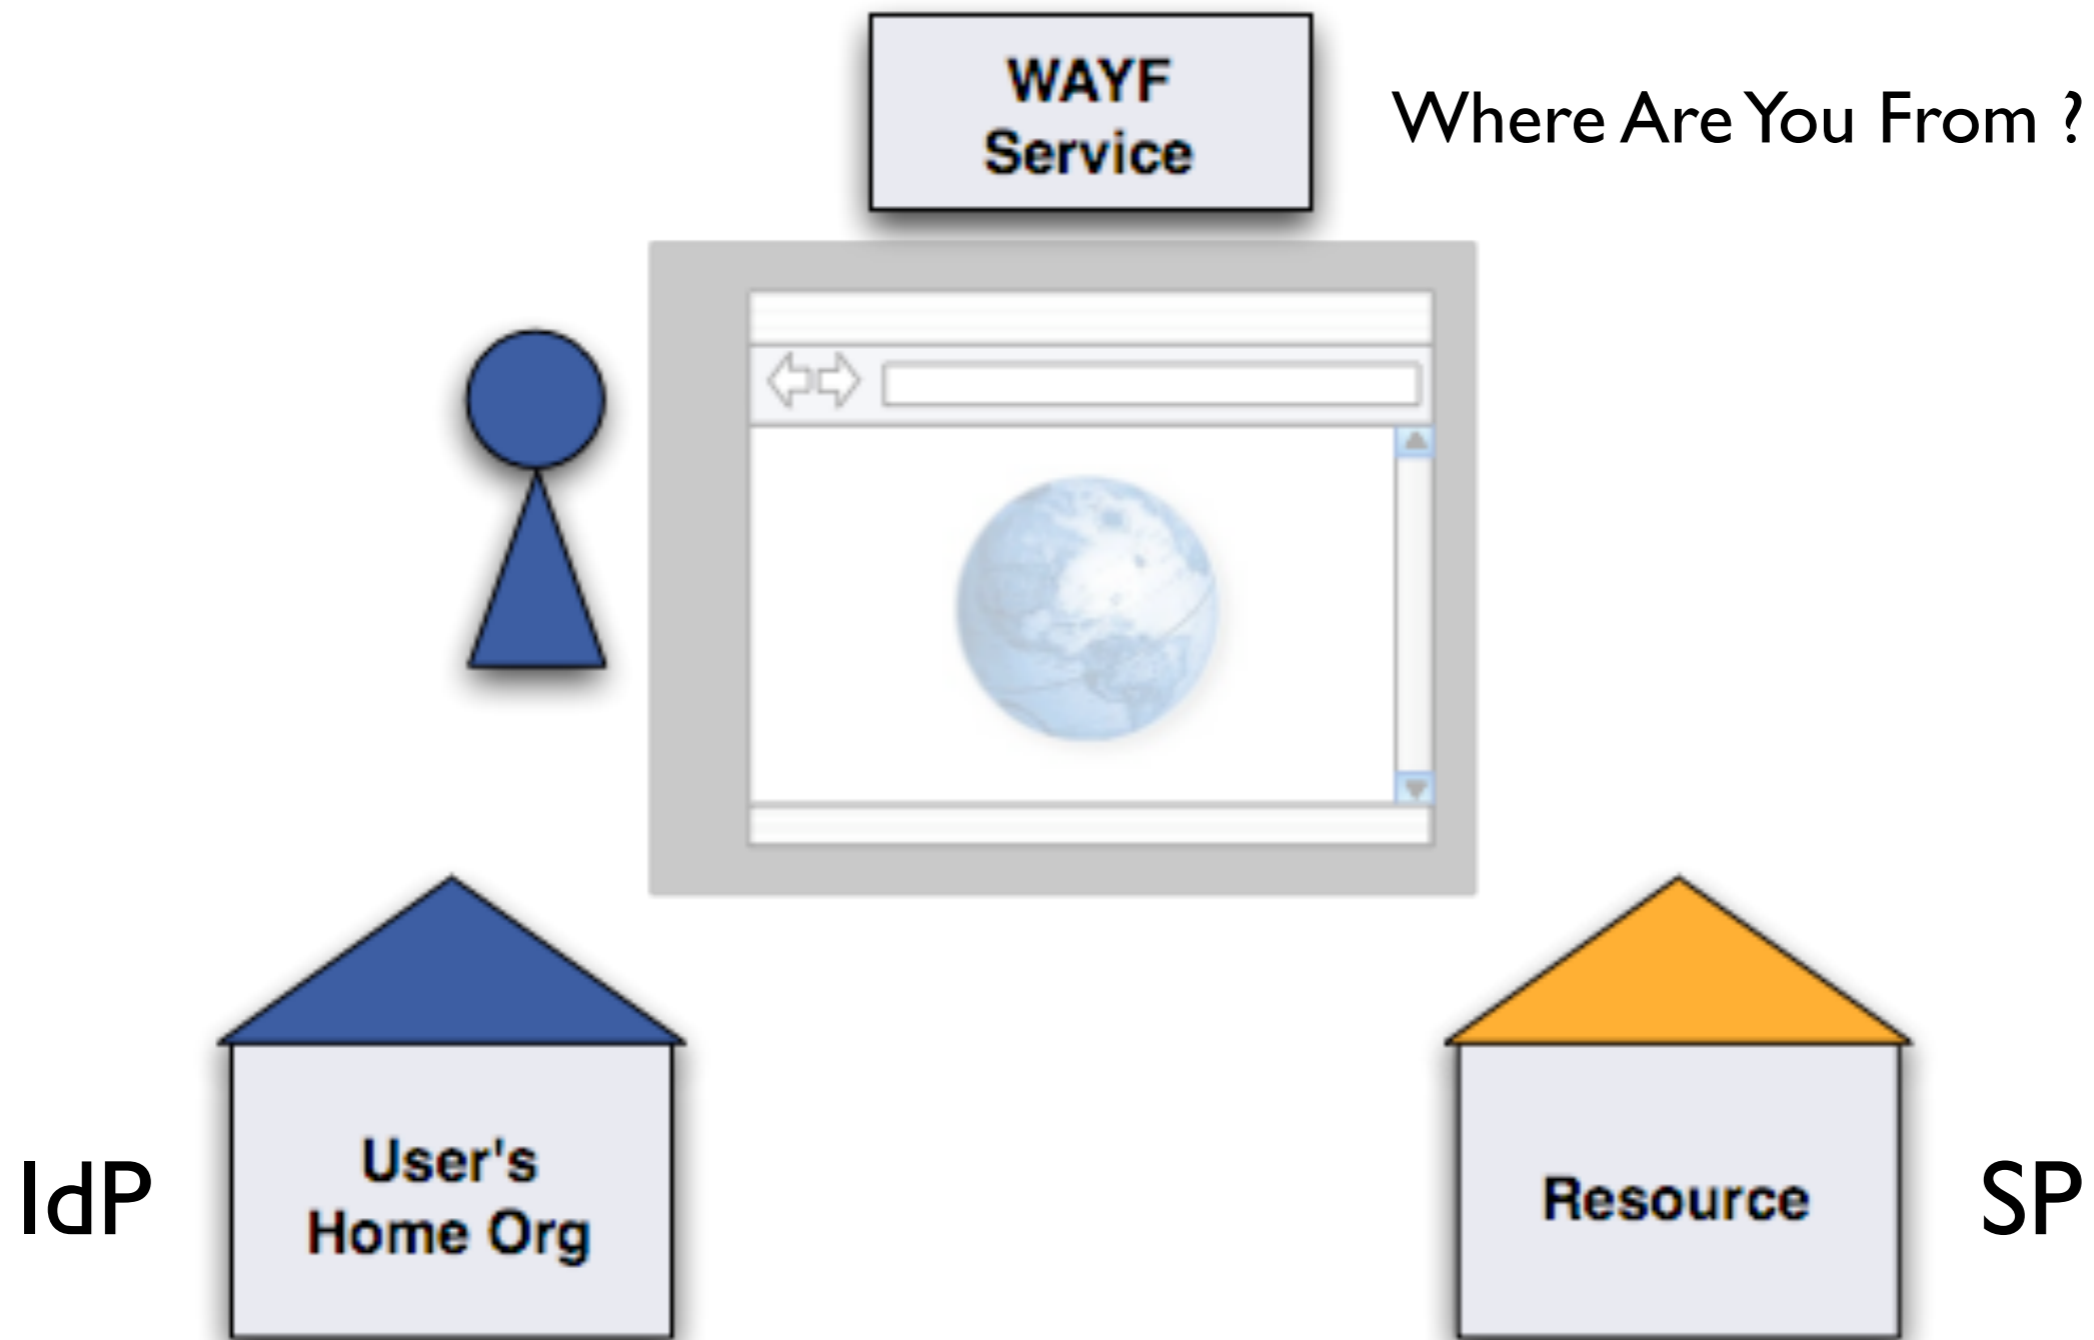 WAYF
Service
Where Are You From ?
User's
Home Org
IdP
Resource
SP